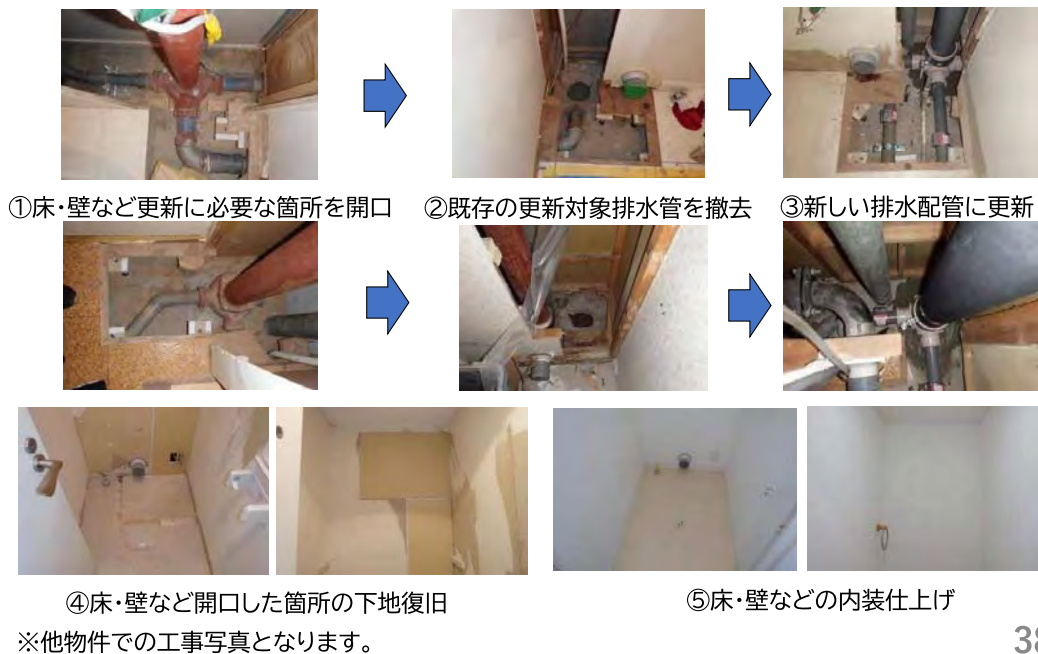 ①床・壁など更新に必要な箇所を開口
②既存の更新対象排水管を撤去
③新しい排水配管に更新
④床・壁など開口した箇所の下地復旧
⑤床・壁などの内装仕上げ
※他物件での工事写真となります。
38